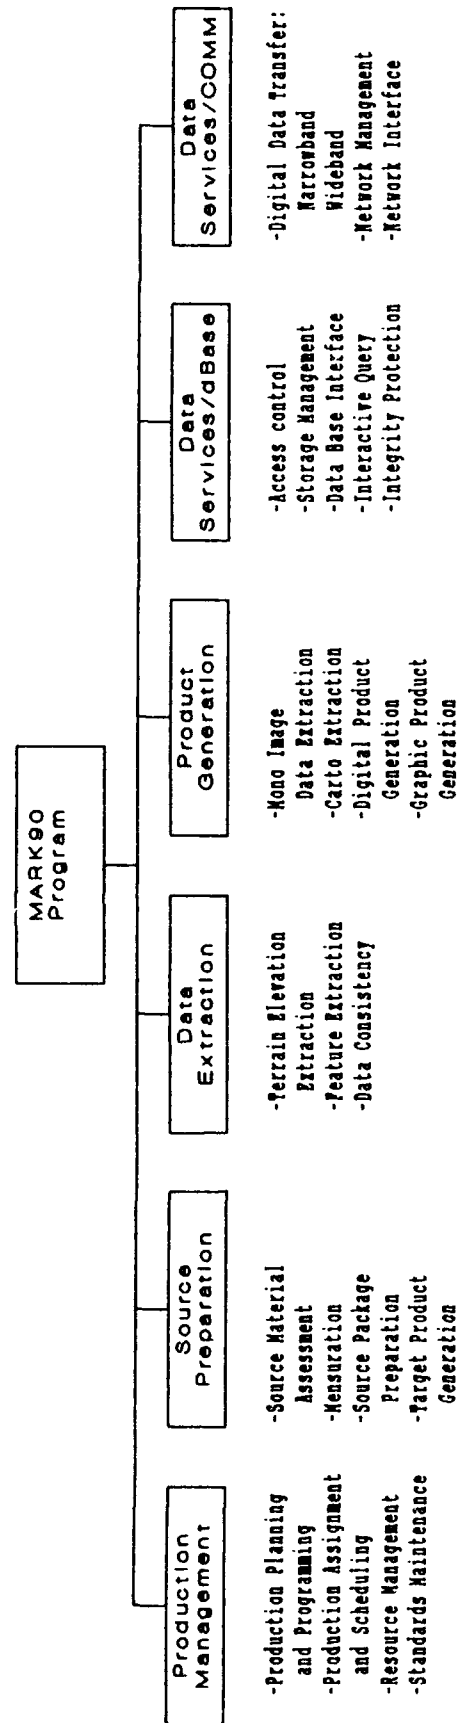 MARK90
Program
Production
Management
-Production Planning
and Programming
-Production Assignment
and Scheduling
-Resource Management
-Standards Maintenance
Source
Preparation
-Source Material
Assessment
-Mensuration
-Source Package
Preparation
-Target Product
Generation
Data
Extraction
-Terrain Elevation
Extraction
-Feature Extraction
-Data Consistency
Product
Generation
-Mono Image
Data Extraction
-Carto Extraction
-Digital Product
Generation
-Graphic Product
Generation
Data
Services/dBase
-Access control
-Storage Management
-Data Base Interface
-Interactive Query
-Integrity Protection
Data
Services/COMM
-Digital Data Transfer:
Narrowband
Wideband
-Network Management
-Network Interface